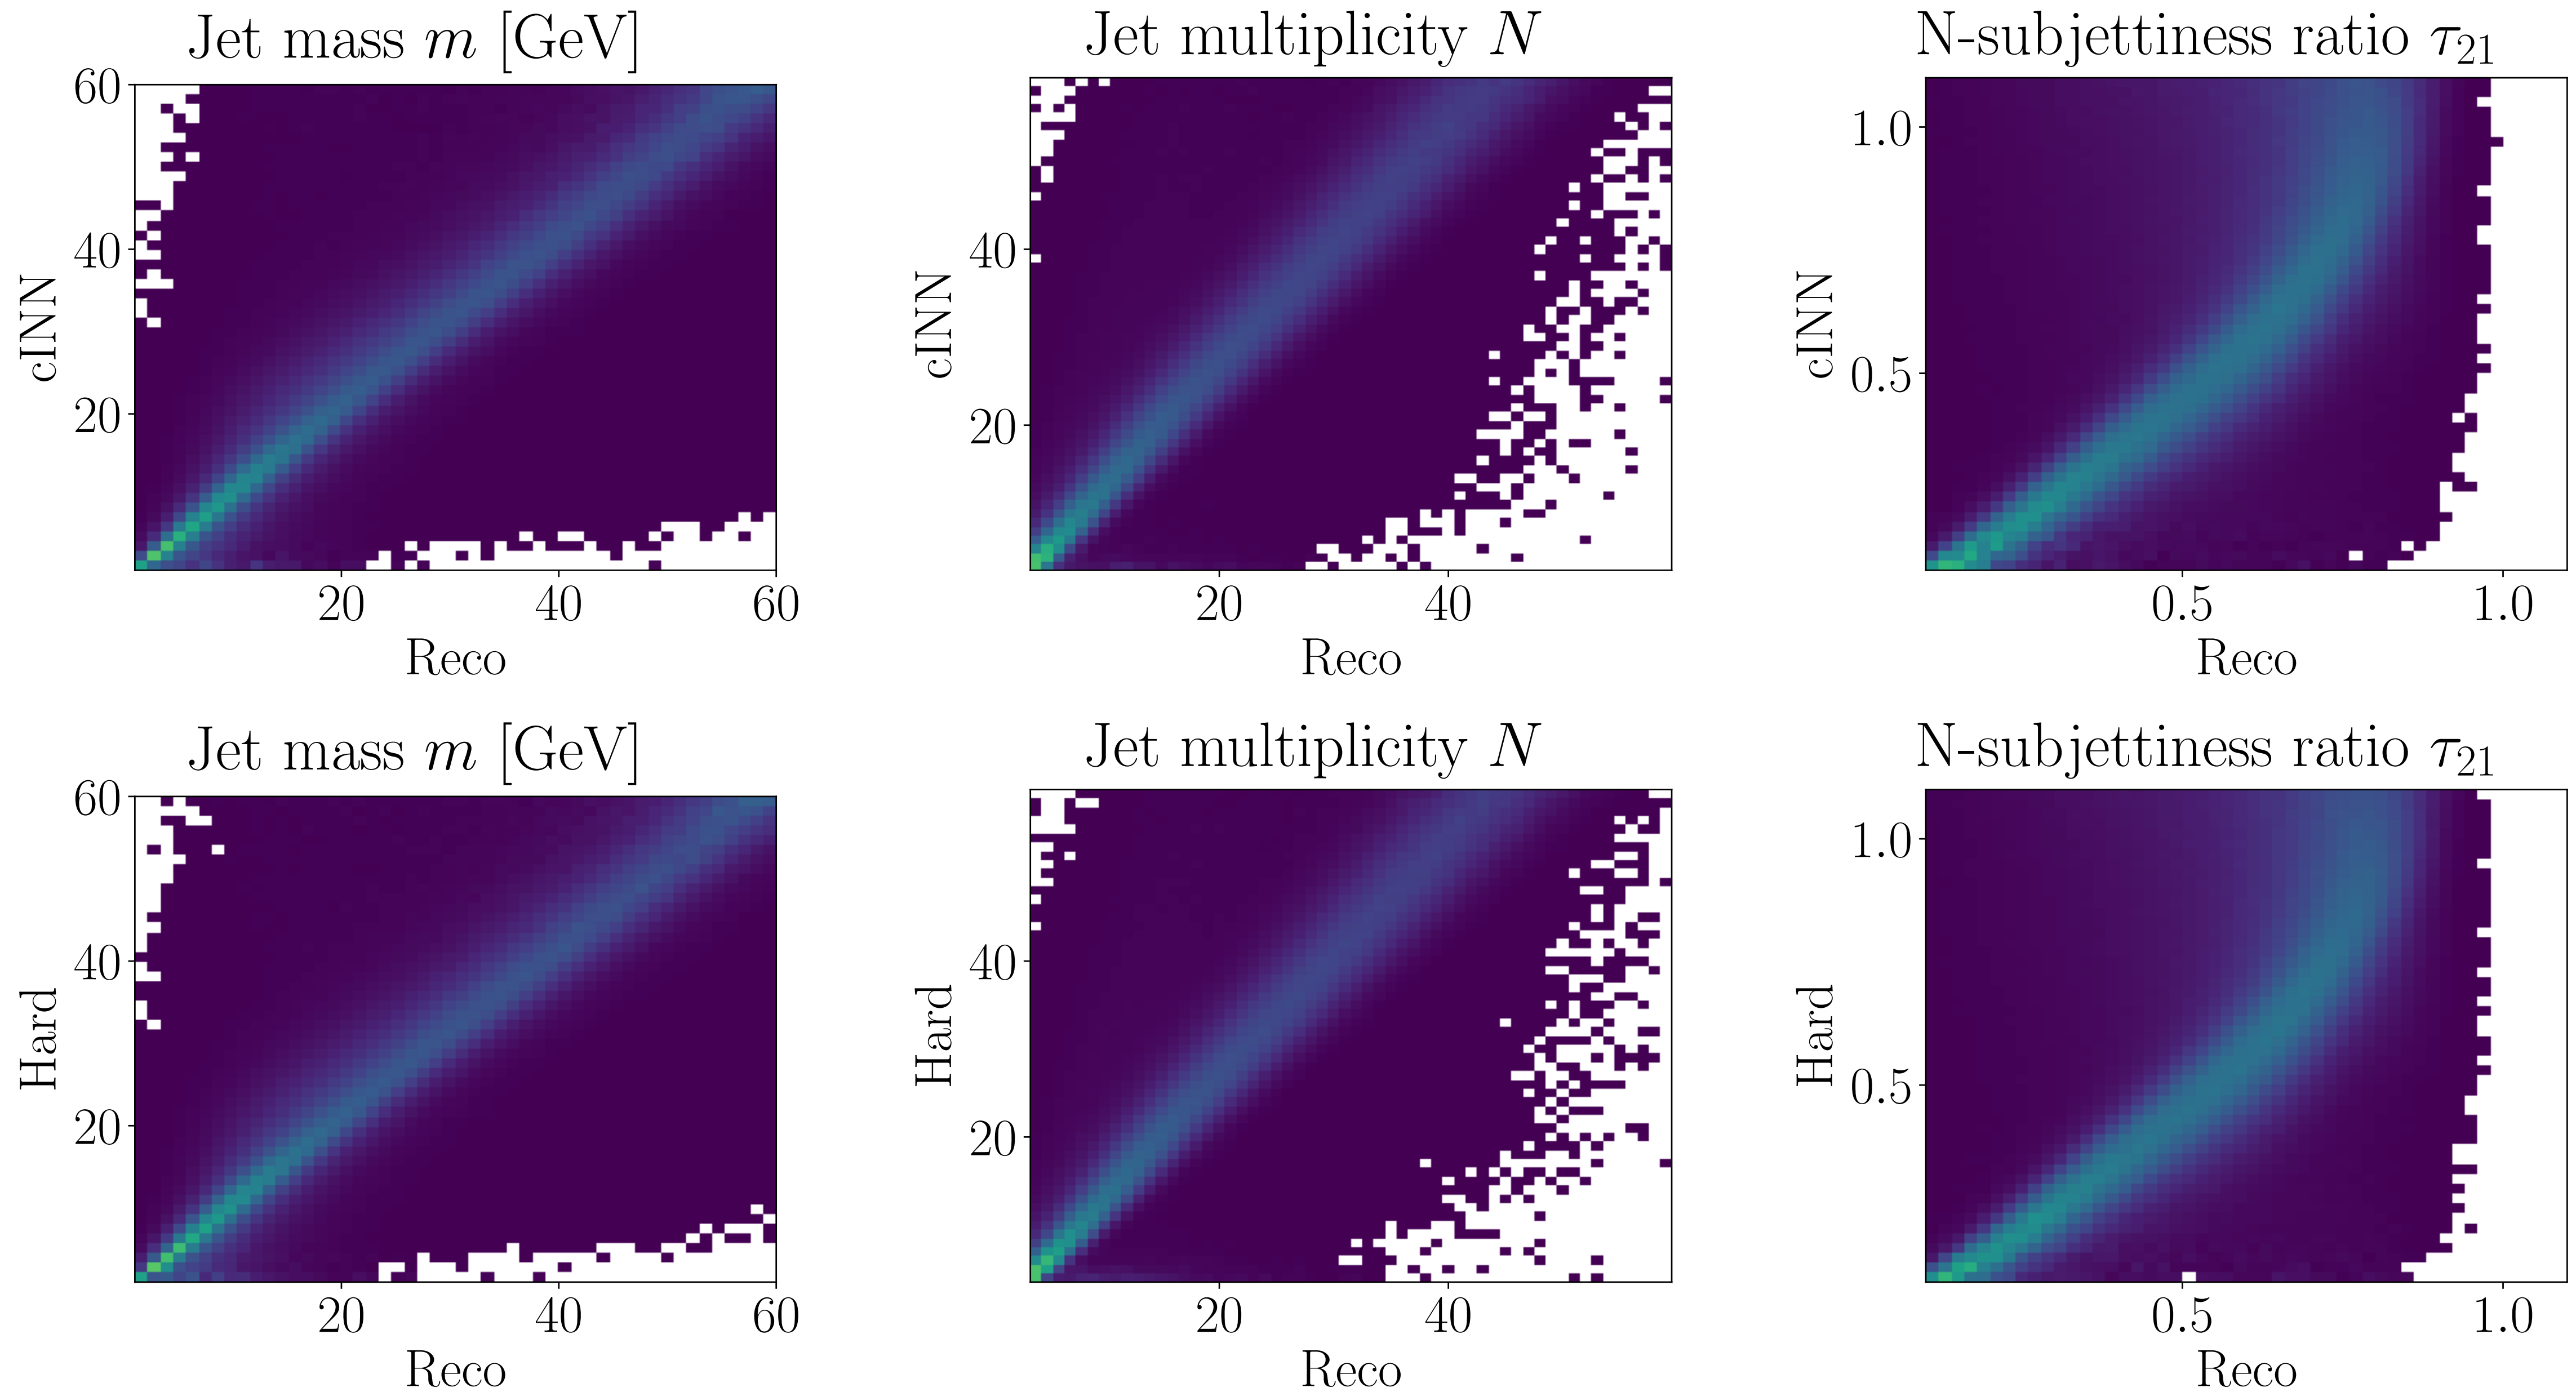 Jet mass m [GeV]
60
40
20
cINN
20 40 60
Reco
Jet multiplicity N
40
20
cINN
20 40
Reco
N-subjettiness ratio τ21
1.0
0.5
cINN
0.5 1.0
Reco
Jet mass m [GeV]
60
40
20
Hard
20 40 60
Reco
Jet multiplicity N
40
20
Hard
20 40
Reco
N-subjettiness ratio τ21
1.0
0.5
Hard
0.5 1.0
Reco